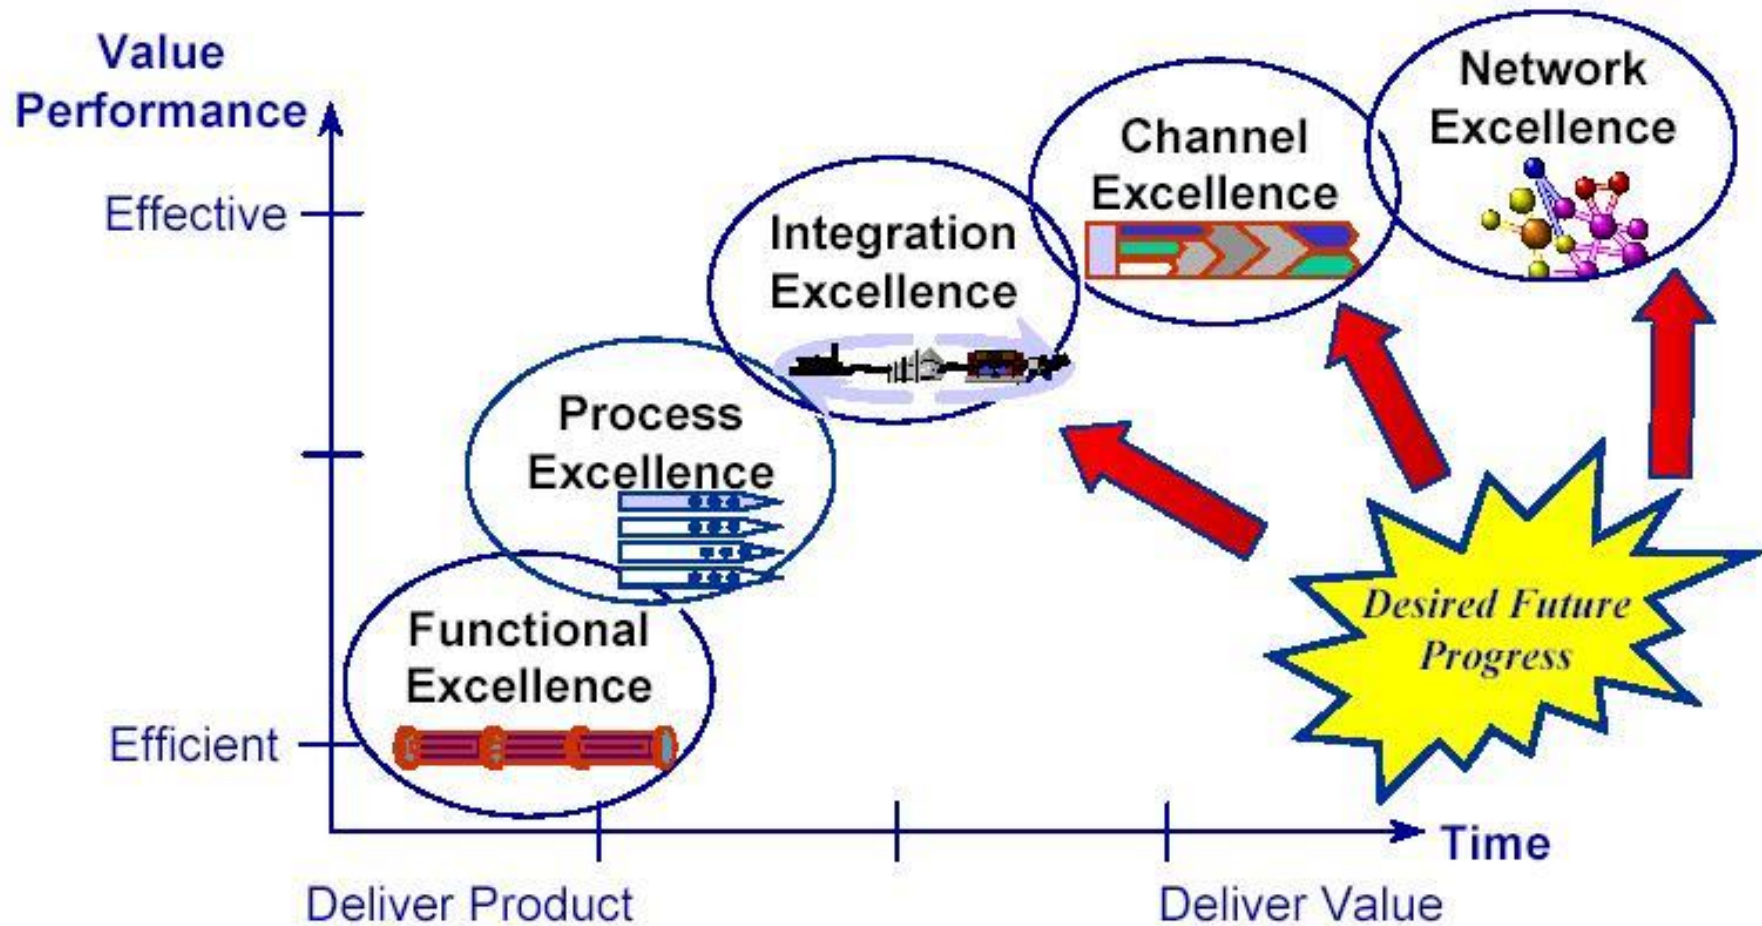 Value
Performance
Effective
Efficient
Network
Excellence
Channel
Excellence
Integration
Excellence
Process
Excellence
Functional
Excellence
Desired Future
Progress
Time
Deliver Product
Deliver Value